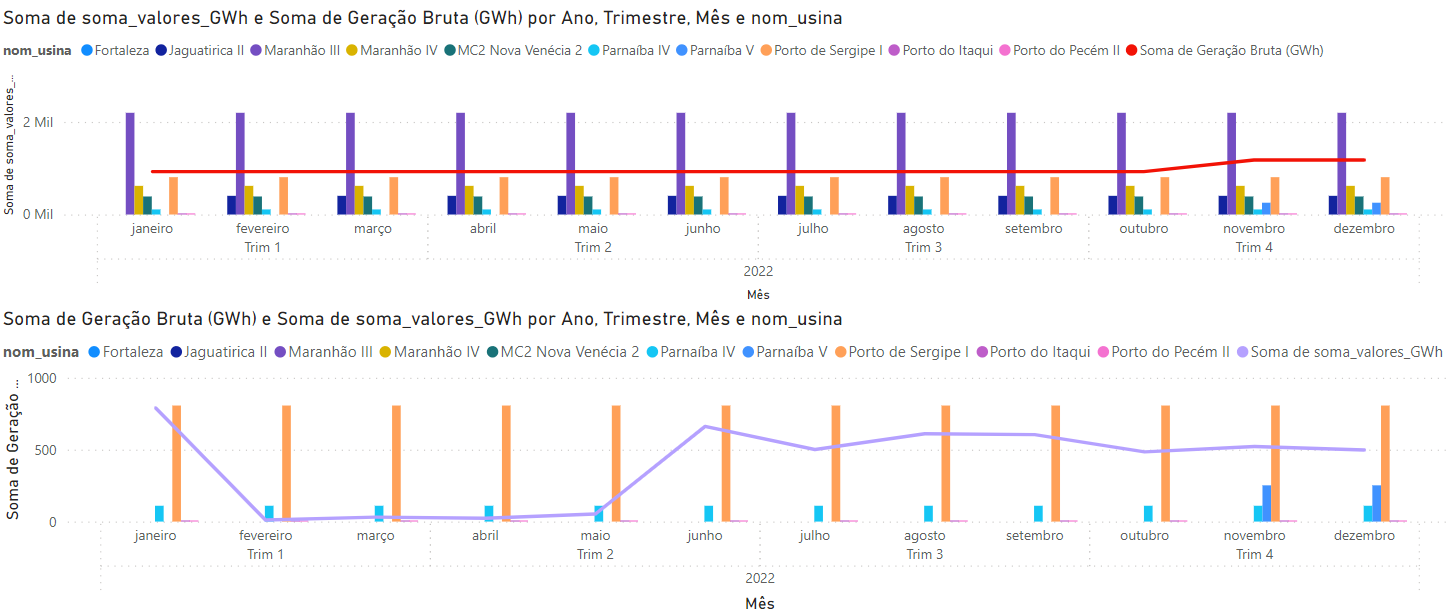 Soma de soma_valores_GWh e Soma de Geração Bruta (GWh) por Ano, Trimestre, Mês e nom_usina
nom_usina Fortaleza Jaguatirica II Maranhão III Maranhão IV MC2 Nova Venécia 2 Parnaíba IV Parnaíba V Porto de Sergipe I Porto do Itaqui Porto do Pecém II Soma de Geração Bruta (GWh)
Soma de soma_valores_...
2 Mil
0 Mil
janeiro fevereiro março abril maio junho julho agosto setembro outubro novembro dezembro
Trim 1 Trim 2 Trim 3 Trim 4
2022
Mês
Soma de Geração Bruta (GWh) e Soma de soma_valores_GWh por Ano, Trimestre, Mês e nom_usina
nom_usina Fortaleza Jaguatirica II Maranhão III Maranhão IV MC2 Nova Venécia 2 Parnaíba IV Parnaíba V Porto de Sergipe I Porto do Itaqui Porto do Pecém II Soma de soma_valores_GWh
Soma de Geração ...
1000
500
0
janeiro fevereiro março abril maio junho julho agosto setembro outubro novembro dezembro
Trim 1 Trim 2 Trim 3 Trim 4
2022
Mês